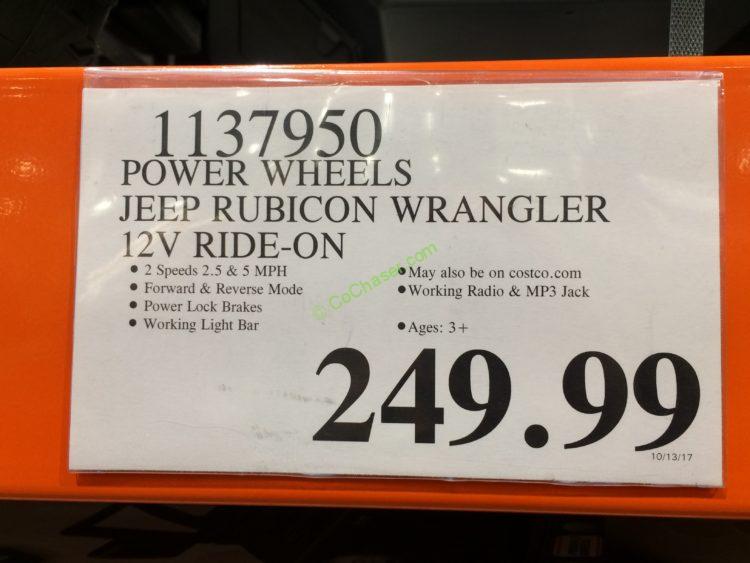 1137950
POWER WHEELS
JEEP RUBICON WRANGLER
12V RIDE-ON
• 2 Speeds 2.5 & 5 MPH
• Forward & Reverse Mode
• Power Lock Brakes
• Working Light Bar
• May also be on costco.com
• Working Radio & MP3 Jack
• Ages: 3+
© CoChaser.com
249.99
10/13/17